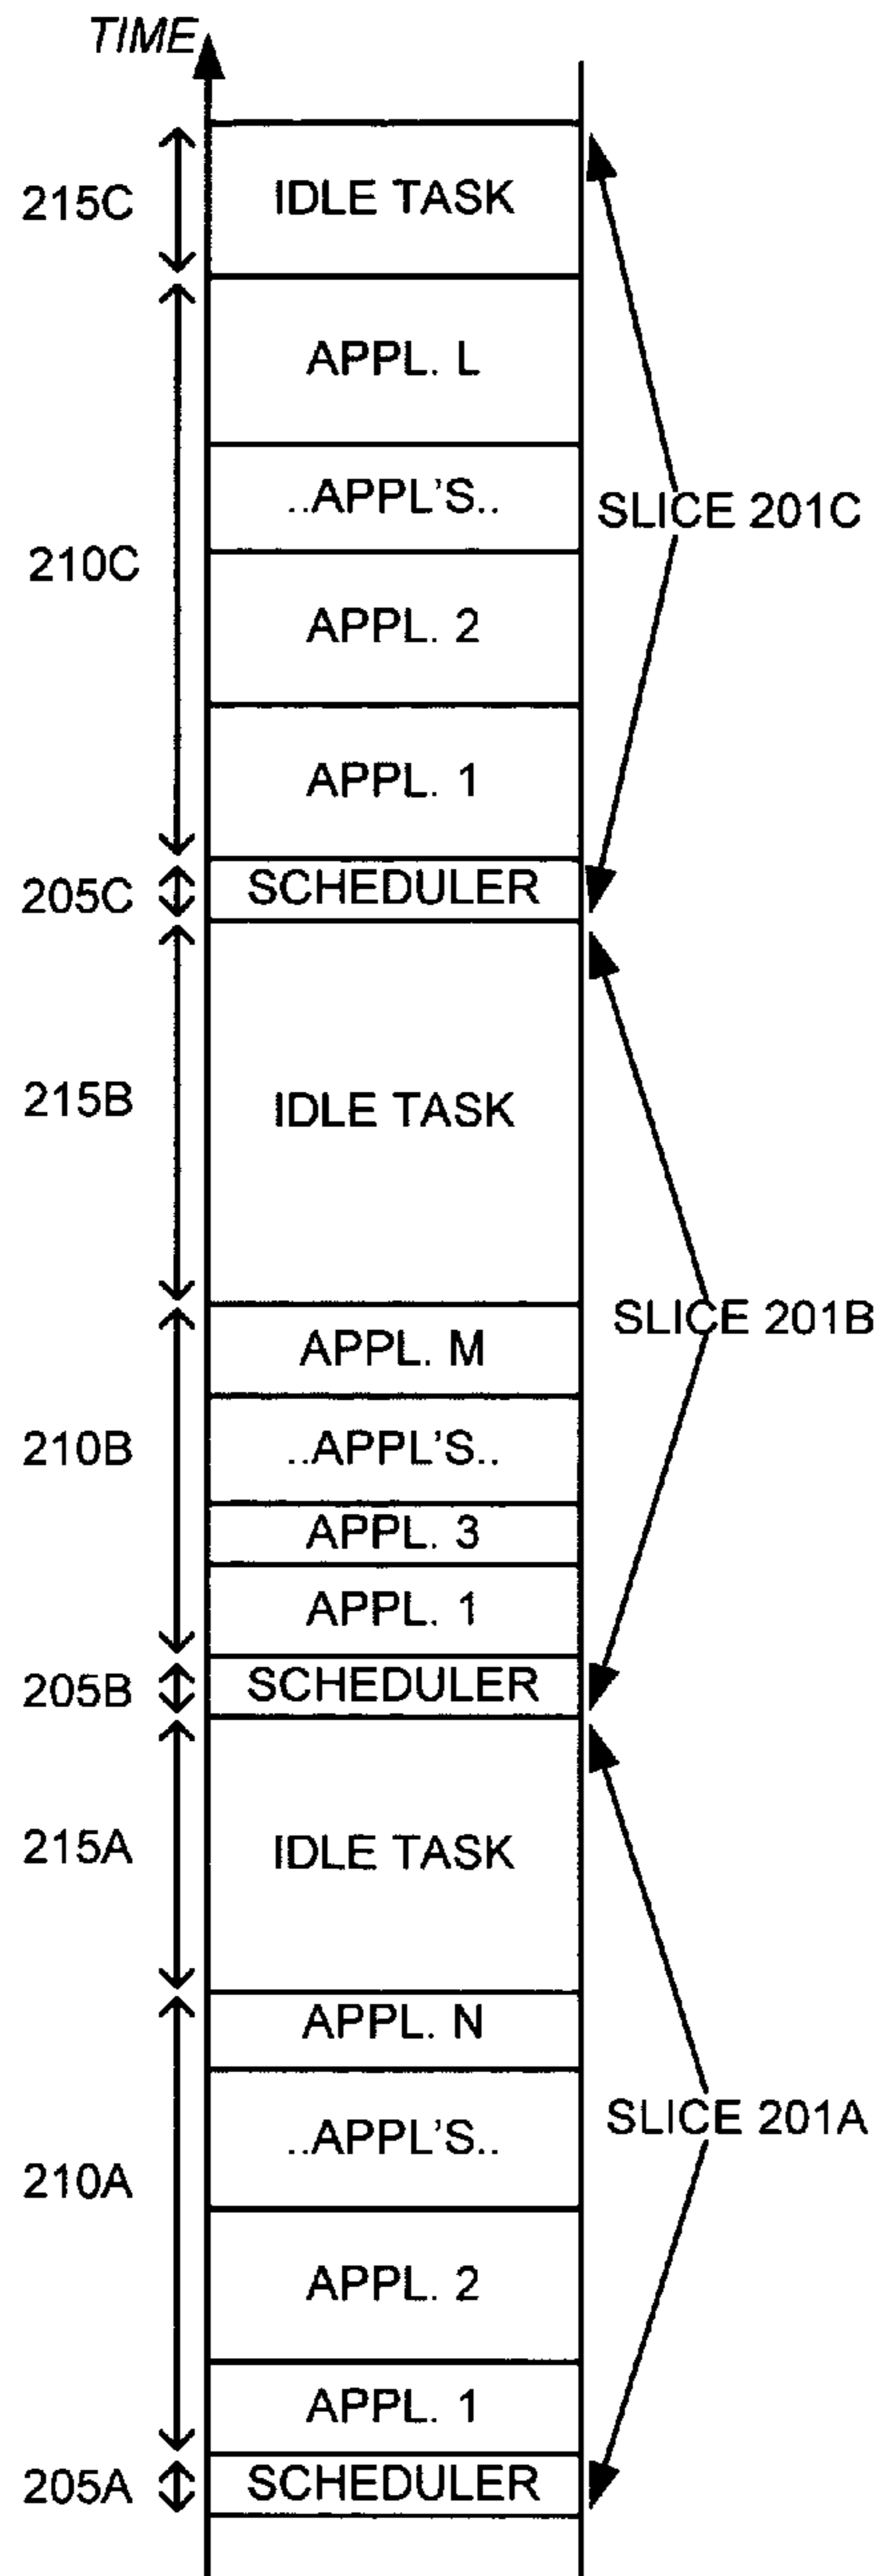 TIME
215C
IDLE TASK
APPL. L
..APPL'S..
SLICE 201C
210C
APPL. 2
APPL. 1
205C
SCHEDULER
215B
IDLE TASK
SLICE 201B
APPL. M
210B
..APPL'S..
APPL. 3
APPL. 1
205B
SCHEDULER
215A
IDLE TASK
APPL. N
SLICE 201A
..APPL'S..
210A
APPL. 2
APPL. 1
205A
SCHEDULER